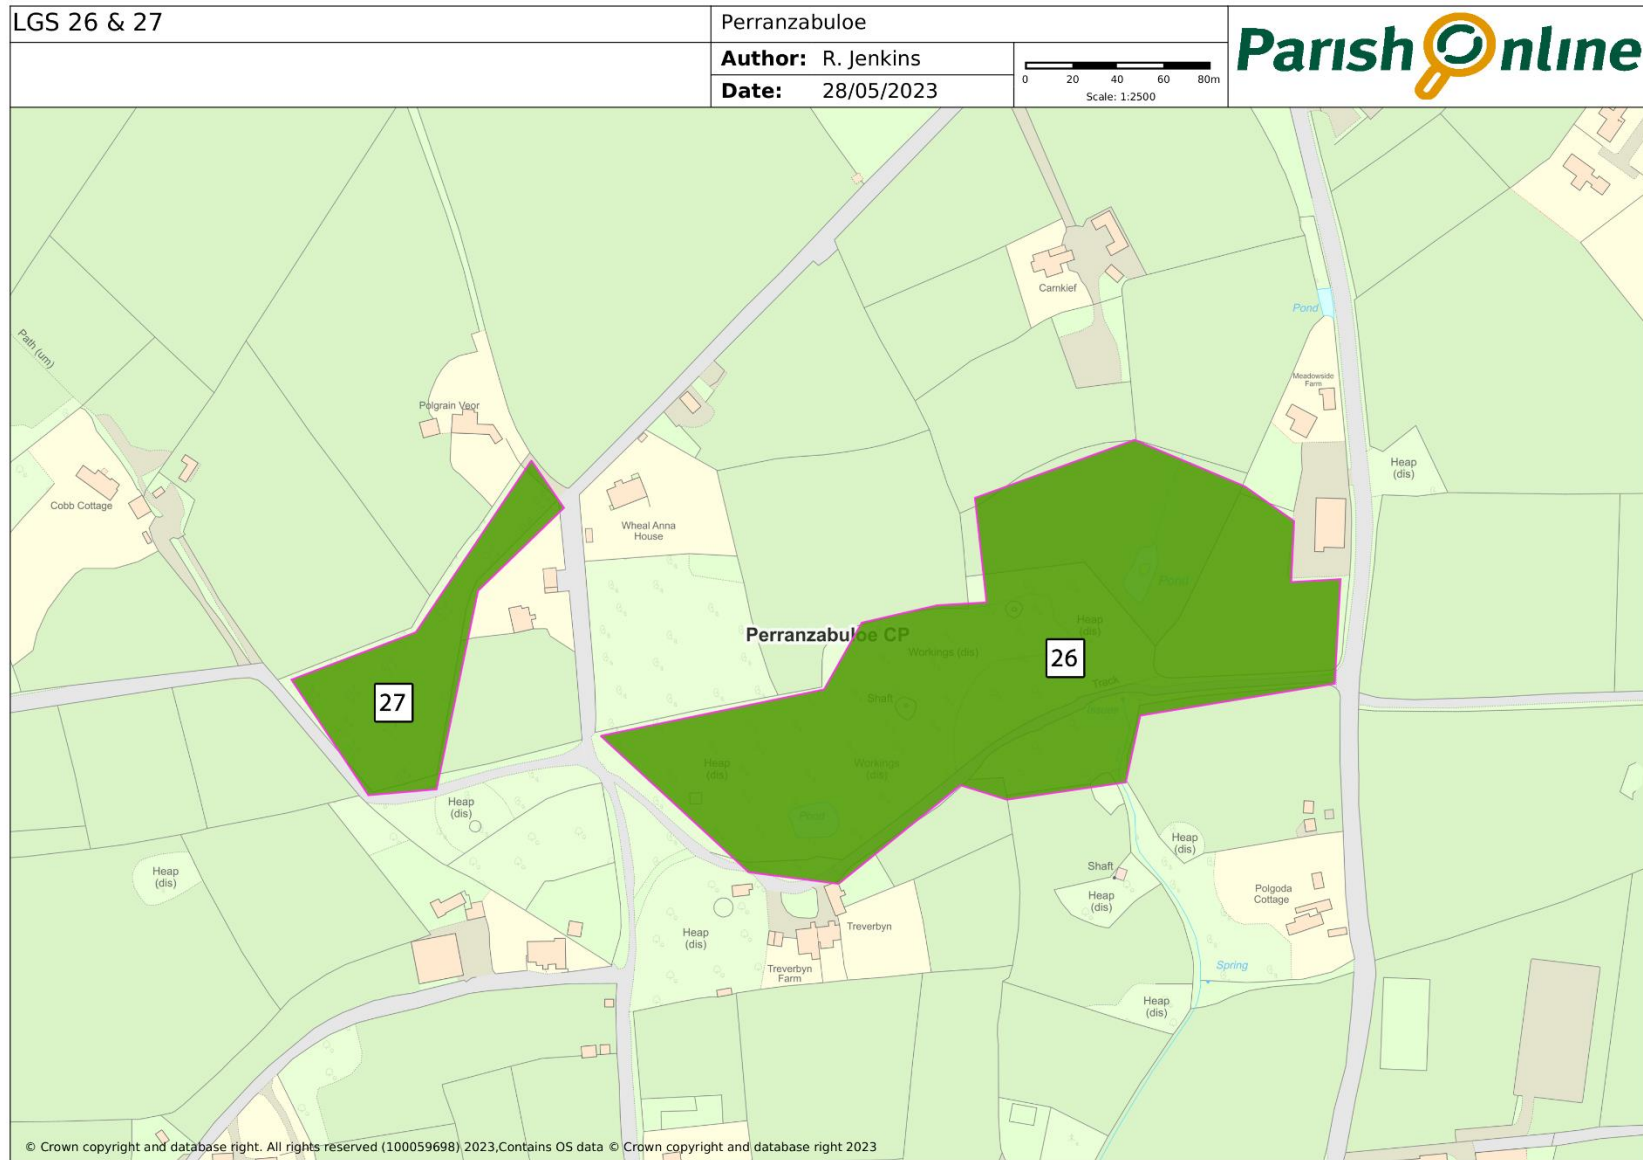 LGS 26 & 27
Perranzabuloe
Author: R. Jenkins
Date: 28/05/2023
0 20 40 60 80m
Scale: 1:2500
Parish Online
Path (um)
Cobb Cottage
Polgrain Veor
Wheal Anna
House
Carnkief
Pond
Meadowside
Farm
Heap
(dis)
Pond
Heap
(dis)
Perranzabuloe CP
Workings (dis)
26
Track
Shaft
27
Heap
(dis)
Workings
(dis)
Pond
Heap
(dis)
Heap
(dis)
Heap
(dis)
Treverbyn
Treverbyn
Farm
Shaft
Heap
(dis)
Heap
(dis)
Polgoda
Cottage
Spring
Heap
(dis)
© Crown copyright and database right. All rights reserved (100059698) 2023,Contains OS data © Crown copyright and database right 2023